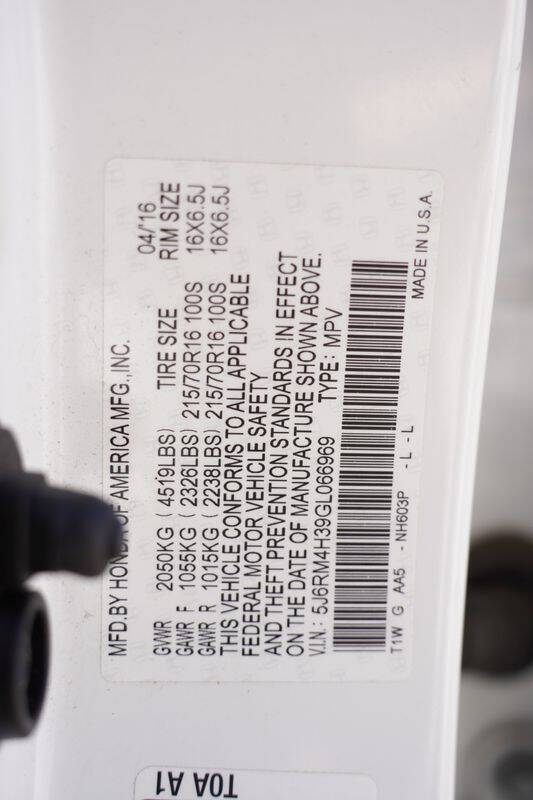 MFD.BY HONDA OF AMERICA MFG.,INC. 04/16
GVWR 2050KG ( 4519LBS) TIRE SIZE RIM SIZE
GAWR F 1055KG ( 2326LBS) 215/70R16 100S 16X6.5J
GAWR R 1015KG ( 2238LBS) 215/70R16 100S 16X6.5J
THIS VEHICLE CONFORMS TO ALL APPLICABLE
FEDERAL MOTOR VEHICLE SAFETY
AND THEFT PREVENTION STANDARDS IN EFFECT
ON THE DATE OF MANUFACTURE SHOWN ABOVE.
V.I.N.: 5J6RM4H39GL066969 TYPE: MPV
T1W G AA5 - NH603P - L - L
MADE IN U.S.A.
T0A A1